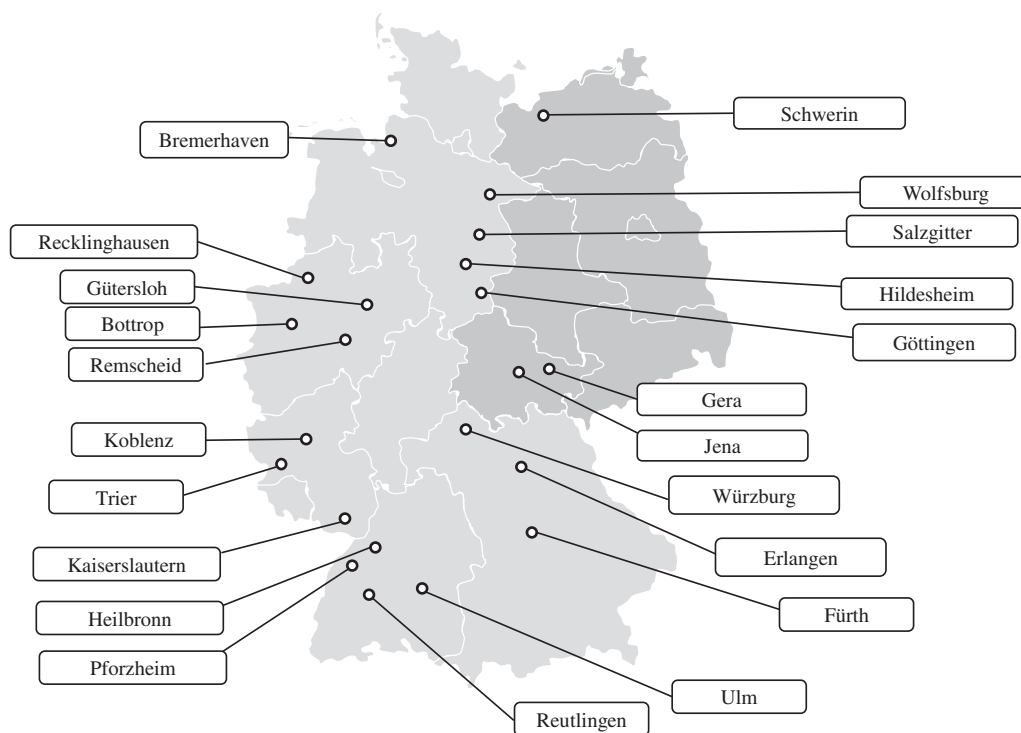 Schwerin
Bremerhaven
Wolfsburg
Salzgitter
Recklinghausen
Gütersloh
Hildesheim
Bottrop
Göttingen
Remscheid
Gera
Koblenz
Jena
Trier
Würzburg
Erlangen
Kaiserslautern
Fürth
Heilbronn
Pforzheim
Ulm
Reutlingen